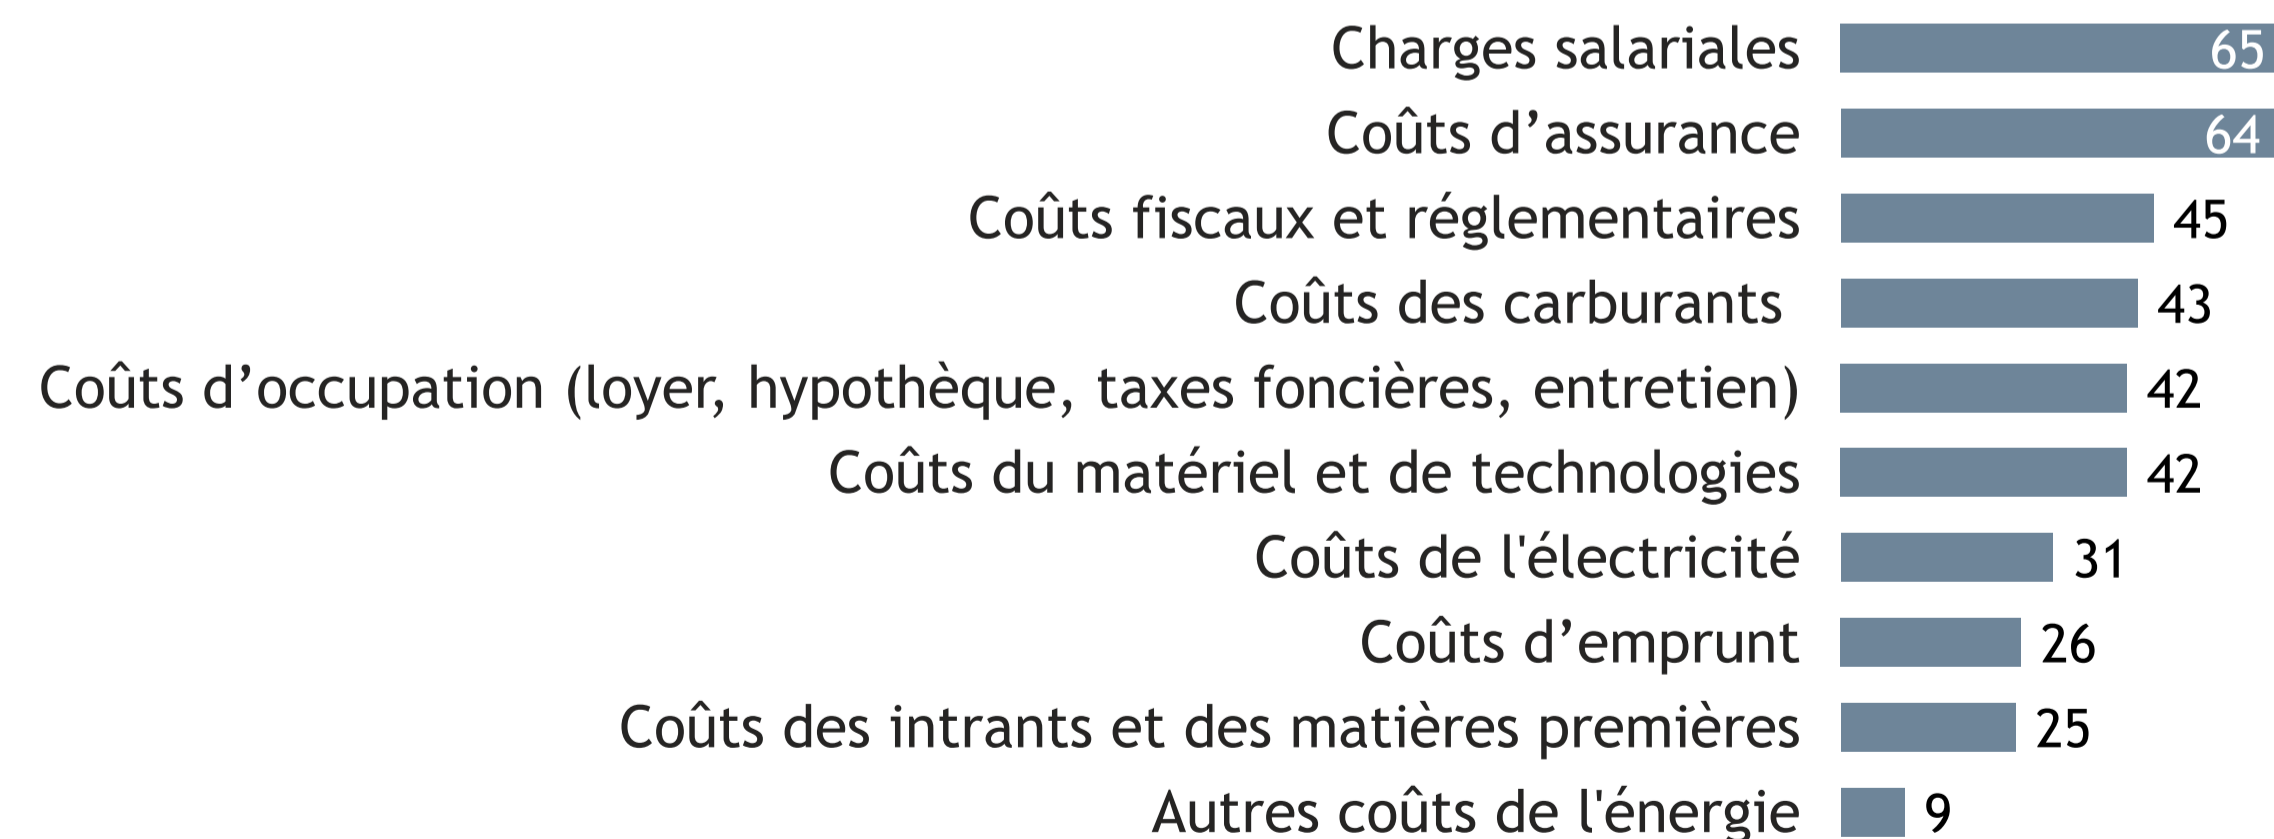 Charges salariales 65
Coûts d’assurance 64
Coûts fiscaux et réglementaires 45
Coûts des carburants 43
Coûts d’occupation (loyer, hypothèque, taxes foncières, entretien) 42
Coûts du matériel et de technologies 42
Coûts de l'électricité 31
Coûts d’emprunt 26
Coûts des intrants et des matières premières 25
Autres coûts de l'énergie 9